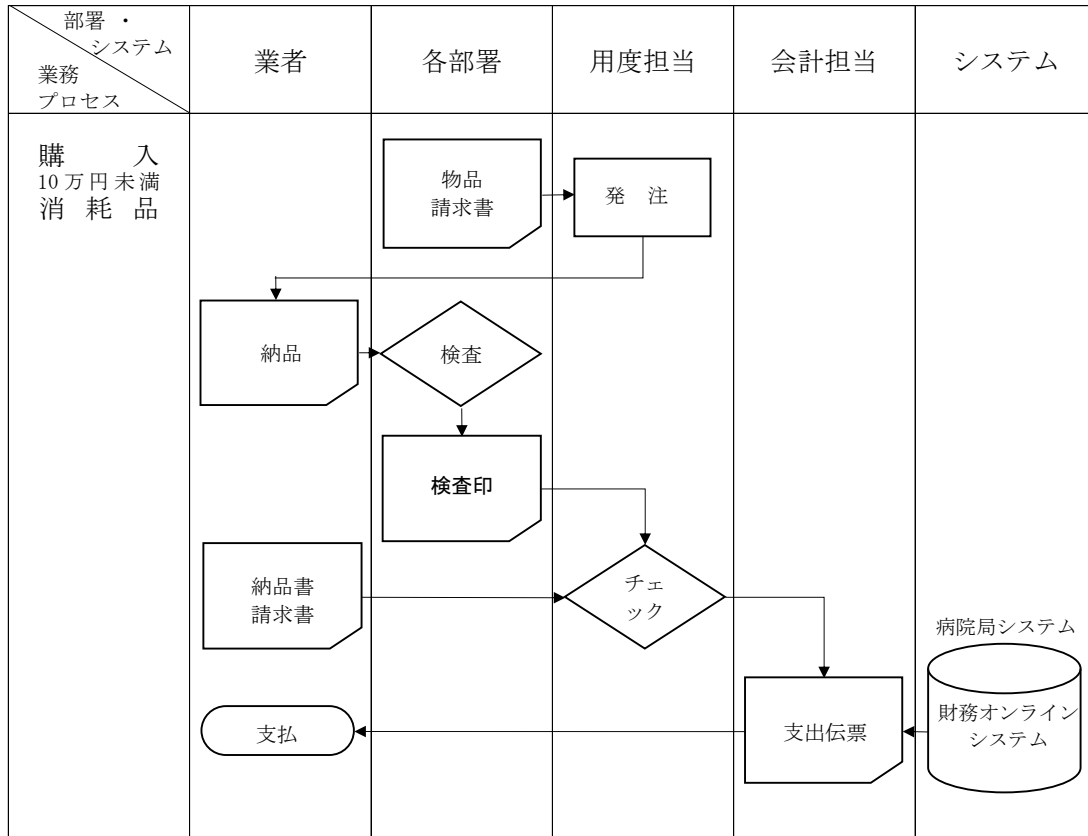 部署 ・
システム
業務
プロセス
業者
各部署
用度担当
会計担当
システム
購入
10万円未満
消耗品
物品
請求書
発 注
納品
検査
検査印
納品書
請求書
チェ
ック
病院局システム
支払
支出伝票
財務オンライン
システム